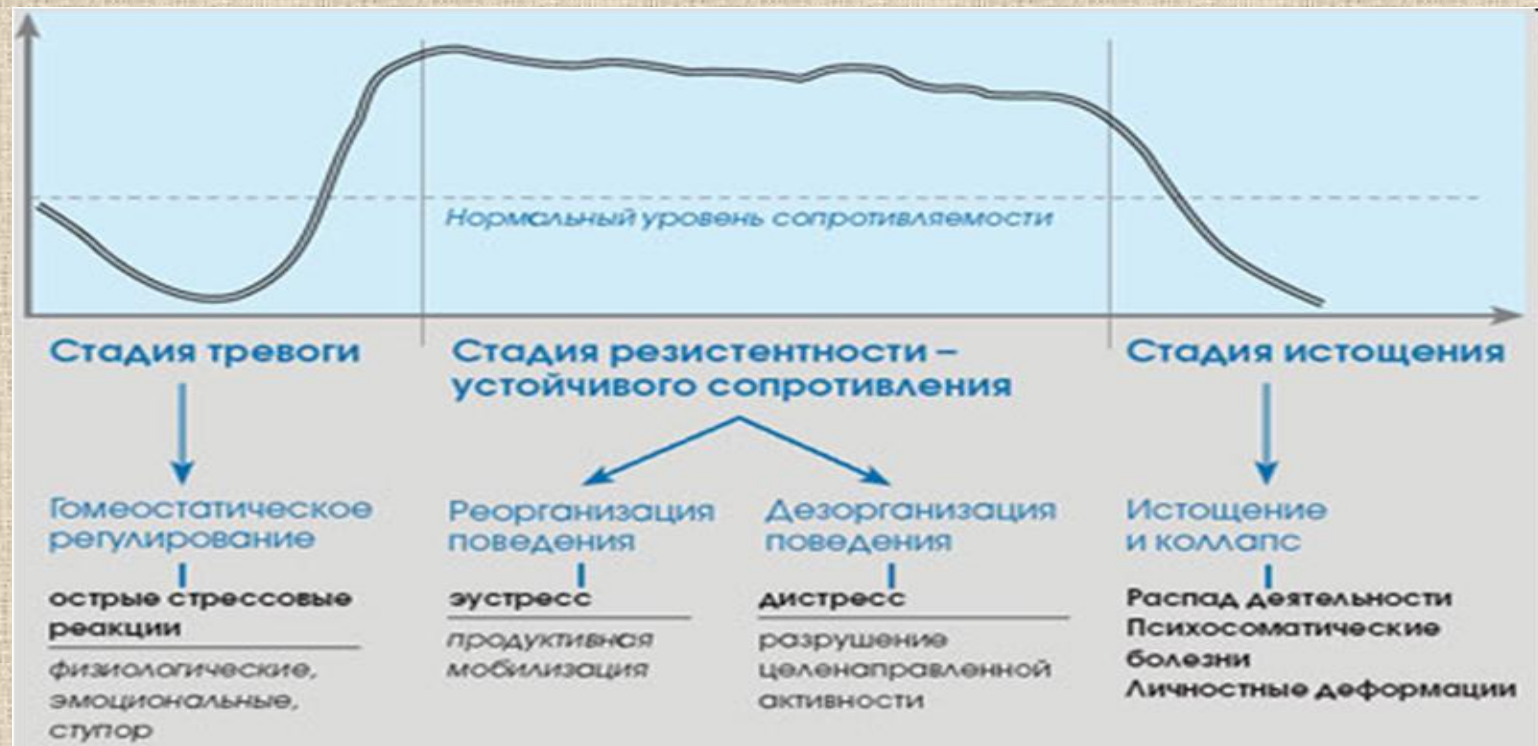 Нормальный уровень сопротивляемости
Стадия тревоги
Стадия резистентности –
устойчивого сопротивления
Стадия истощения
Гомеостатическое
регулирование
Реорганизация
поведения
Дезорганизация
поведения
Истощение
и коллапс
острые стрессовые
реакции
физиологические,
эмоциональные,
ступор
эустресс
продуктивная
мобилизация
дистресс
разрушение
целенаправленной
активности
Распад деятельности
Психосоматические
болезни
Личностные деформации